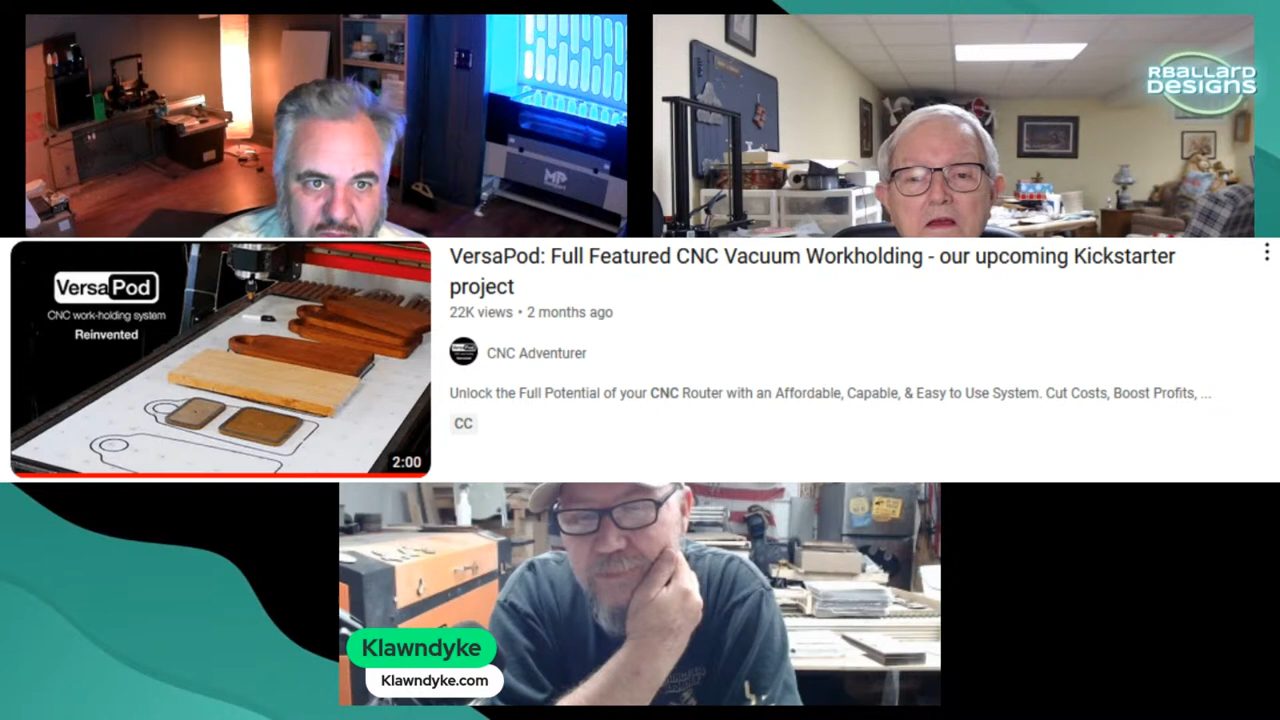 RBALLARD
DESIGNS
MP
VersaPod
CNC work-holding system
Reinvented
2:00
VersaPod: Full Featured CNC Vacuum Workholding - our upcoming Kickstarter
project
22K views • 2 months ago
CNC Adventurer
Unlock the Full Potential of your CNC Router with an Affordable, Capable, & Easy to Use System. Cut Costs, Boost Profits, ...
CC
Klawndyke
Klawndyke.com